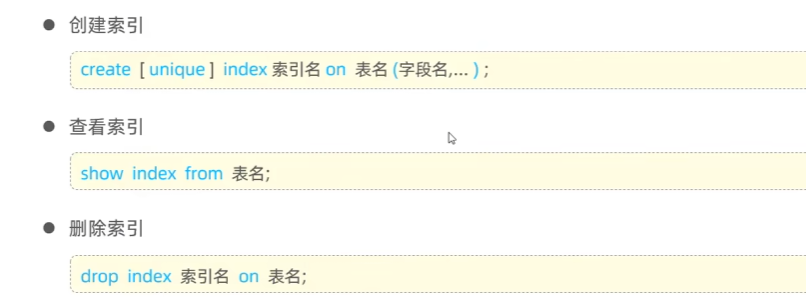 创建索引
create [ unique ] index 索引名 on 表名 (字段名,... ) ;
查看索引
show index from 表名;
删除索引
drop index 索引名 on 表名;